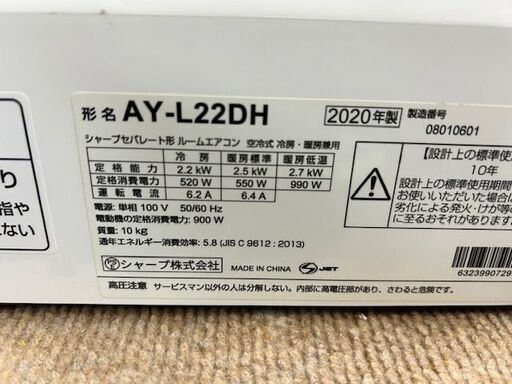 形名 AY-L22DH 2020年製 製造番号
08010601
シャープセパレート形 ルームエアコン 空冷式 冷房・暖房兼用
冷房 暖房標準 暖房低温
定格能力 2.2 kW 2.5 kW 2.7 kW
定格消費電力 520 W 550 W 990 W
運転電流 6.2 A 6.4 A
電源: 単相 100 V 50/60 Hz
電動機の定格消費電力: 900 W
質量: 10 kg
通年エネルギー消費効率: 5.8 (JIS C 9612 : 2013)
シャープ株式会社 MADE IN CHINA JET
高圧注意 サービスマン以外の人は分解しない。内部に高電圧部があり、さわると危険です。
【設計上の標準使用
10年
設計上の標準使用期間
お使いいただいた場合は
劣化による発火・けが等の
に至るおそれがあります。
6323990729
り
指や
えない